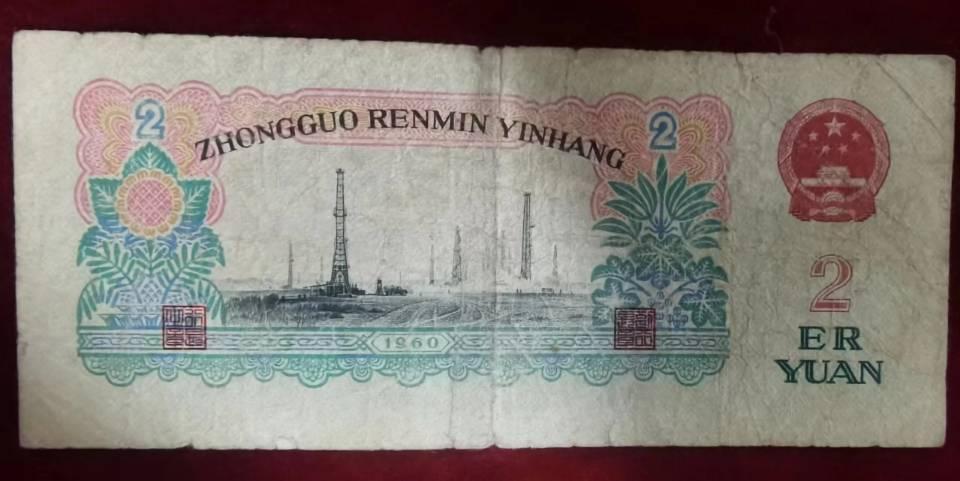 2
2
ZHONGGUO RENMIN YINHANG
1960
2
ER
YUAN